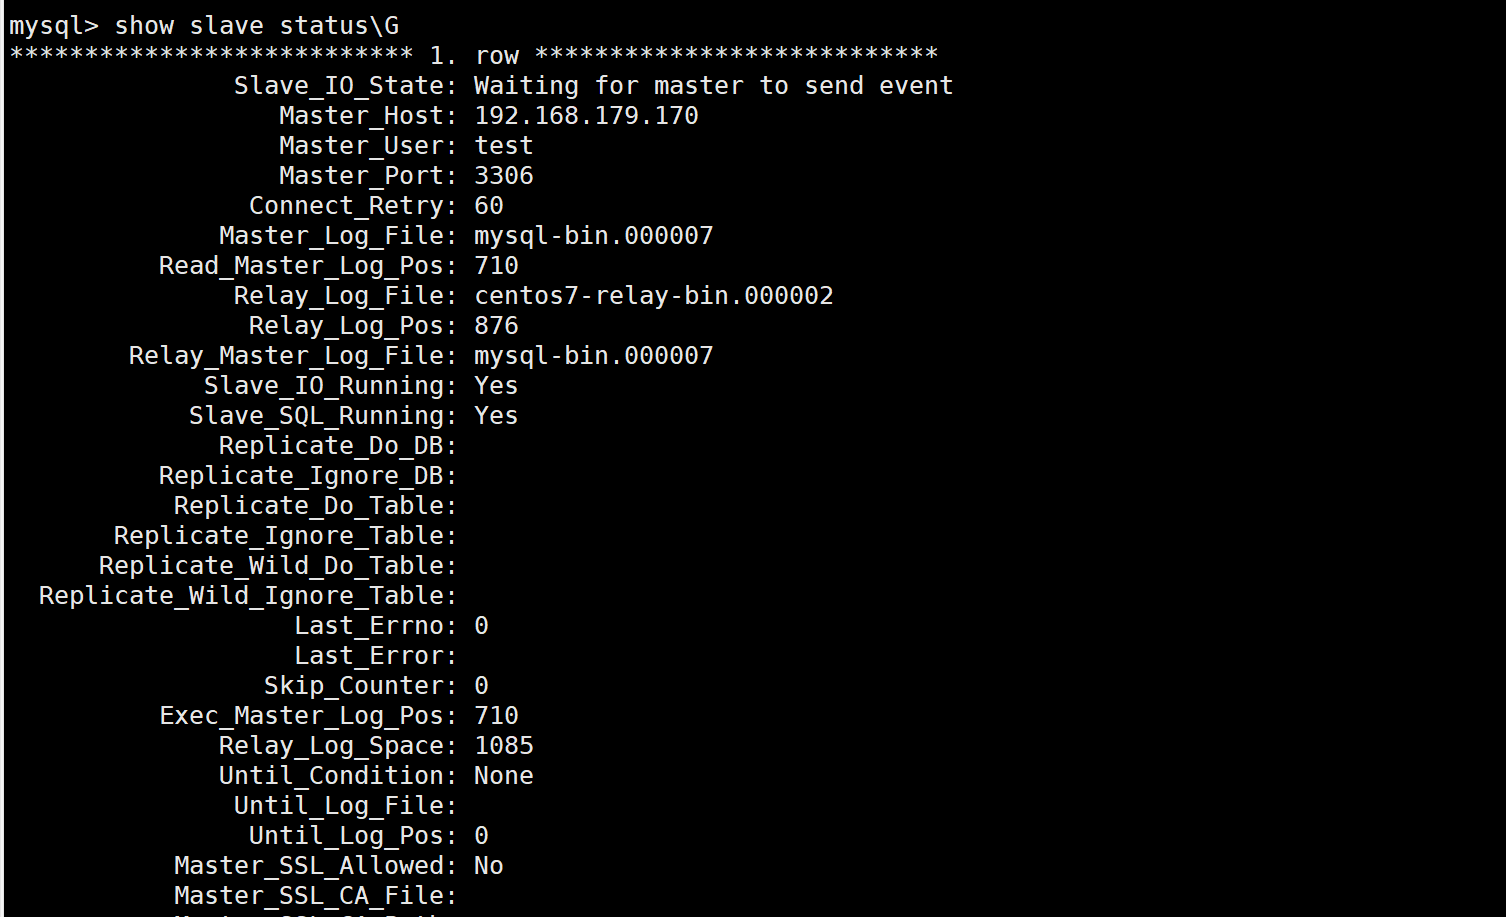 mysql> show slave status\G
*************************** 1. row ***************************
Slave_IO_State: Waiting for master to send event
Master_Host: 192.168.179.170
Master_User: test
Master_Port: 3306
Connect_Retry: 60
Master_Log_File: mysql-bin.000007
Read_Master_Log_Pos: 710
Relay_Log_File: centos7-relay-bin.000002
Relay_Log_Pos: 876
Relay_Master_Log_File: mysql-bin.000007
Slave_IO_Running: Yes
Slave_SQL_Running: Yes
Replicate_Do_DB:
Replicate_Ignore_DB:
Replicate_Do_Table:
Replicate_Ignore_Table:
Replicate_Wild_Do_Table:
Replicate_Wild_Ignore_Table:
Last_Errno: 0
Last_Error:
Skip_Counter: 0
Exec_Master_Log_Pos: 710
Relay_Log_Space: 1085
Until_Condition: None
Until_Log_File:
Until_Log_Pos: 0
Master_SSL_Allowed: No
Master_SSL_CA_File: